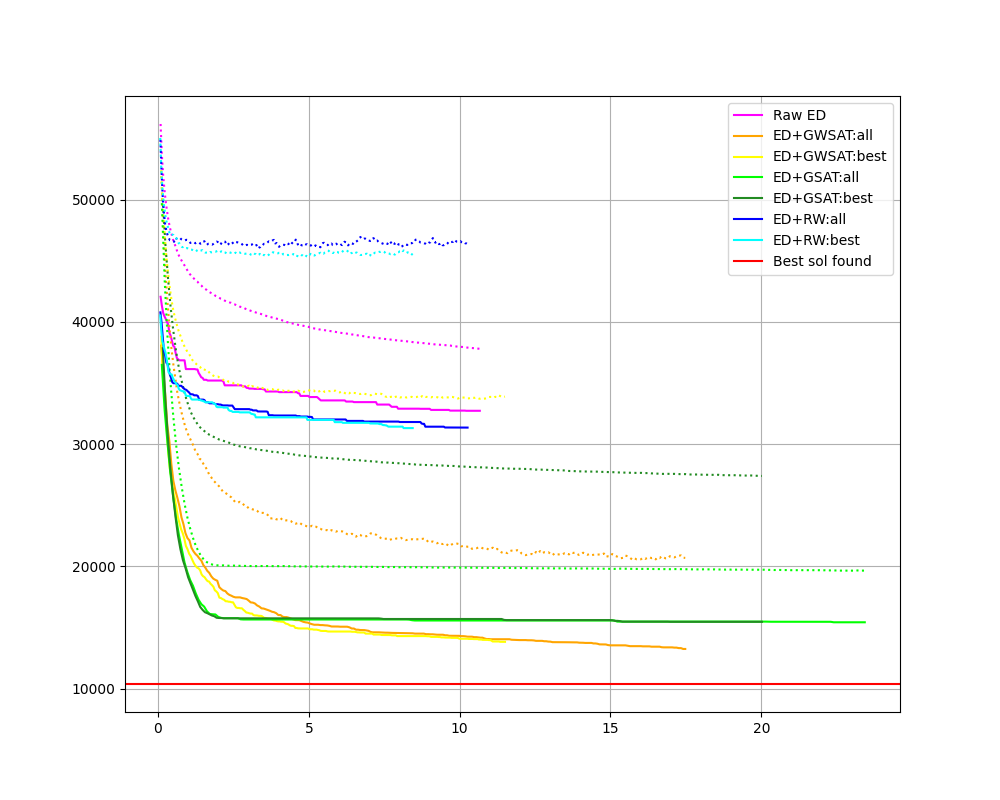 Raw ED
ED+GWSAT:all
ED+GWSAT:best
ED+GSAT:all
ED+GSAT:best
ED+RW:all
ED+RW:best
Best sol found
50000
40000
30000
20000
10000
0 5 10 15 20